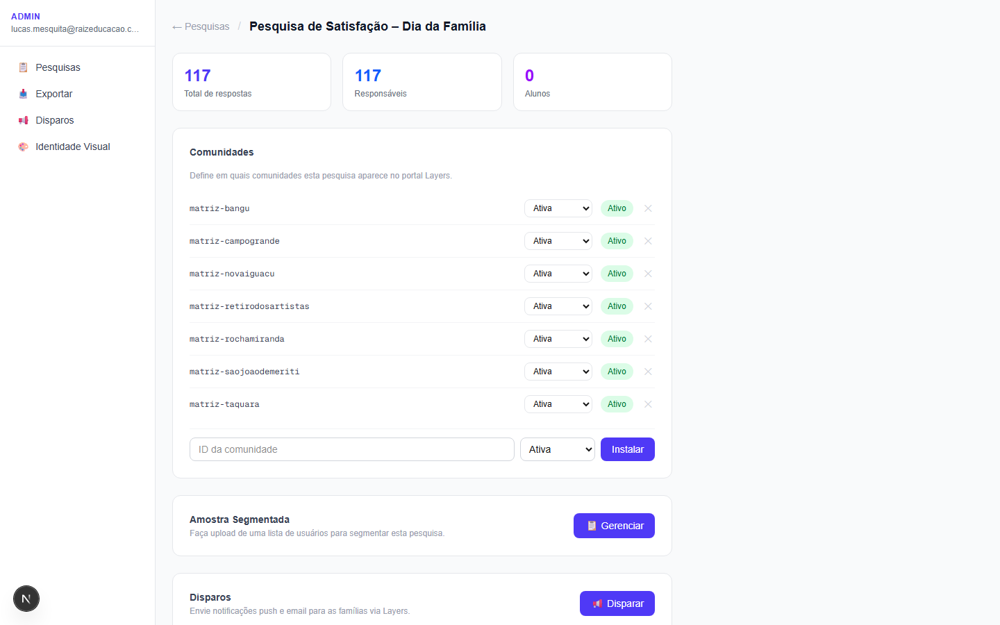 ADMIN
lucas.mesquita@raizeducacao.c...
Pesquisas
Exportar
Disparos
Identidade Visual
← Pesquisas / Pesquisa de Satisfação – Dia da Família
117
Total de respostas
117
Responsáveis
0
Alunos
Comunidades
Define em quais comunidades esta pesquisa aparece no portal Layers.
matriz-bangu Ativa Ativo
matriz-campogrande Ativa Ativo
matriz-novaiguacu Ativa Ativo
matriz-retirodosartistas Ativa Ativo
matriz-rochamiranda Ativa Ativo
matriz-saojoaodemeriti Ativa Ativo
matriz-taquara Ativa Ativo
ID da comunidade Ativa Instalar
Amostra Segmentada
Faça upload de uma lista de usuários para segmentar esta pesquisa.
Gerenciar
Disparos
Envie notificações push e email para as famílias via Layers.
Disparar
N